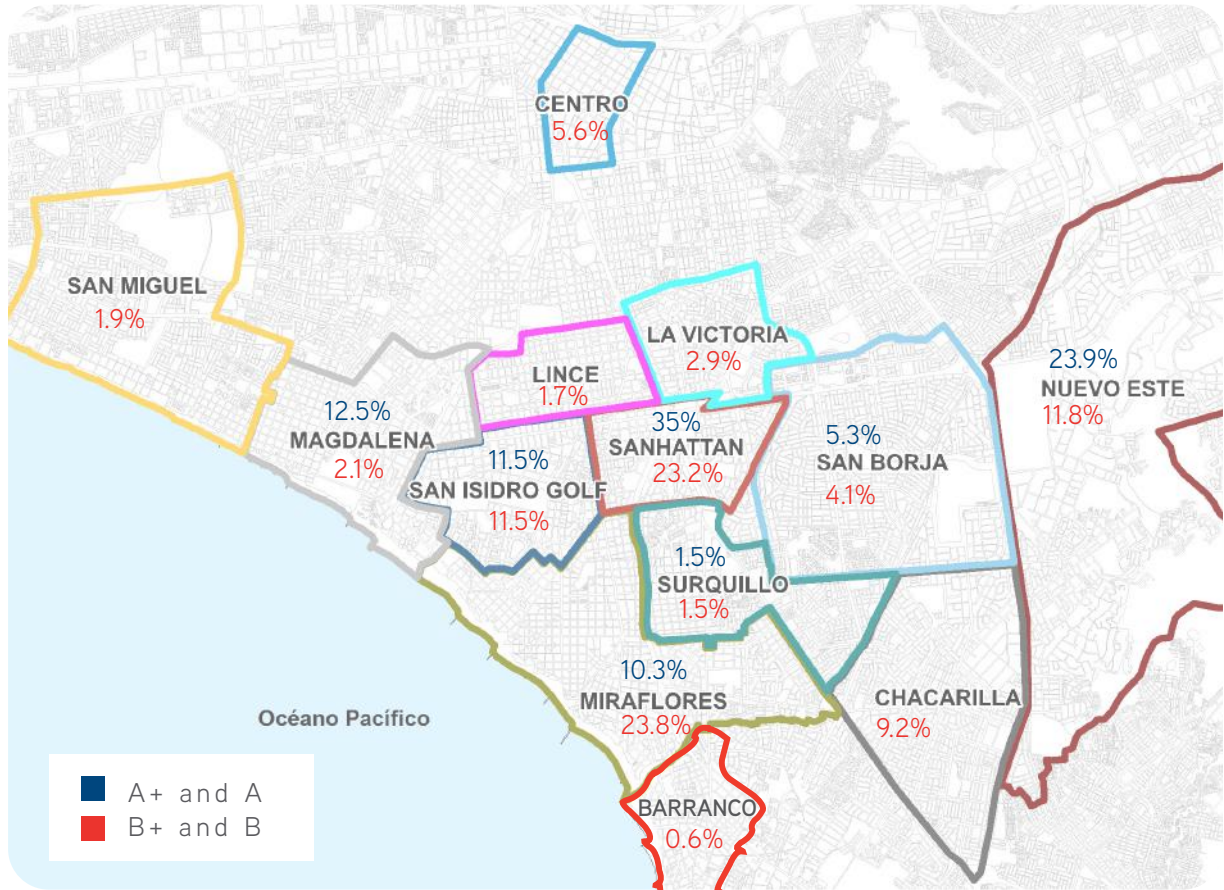 CENTRO
5.6%
SAN MIGUEL
1.9%
LA VICTORIA
2.9%
LINCE
1.7%
23.9%
NUEVO ESTE
11.8%
12.5%
MAGDALENA
2.1%
35%
SANHATTAN
23.2%
5.3%
SAN BORJA
4.1%
11.5%
SAN ISIDRO GOLF
11.5%
1.5%
SURQUILLO
1.5%
10.3%
MIRAFLORES
23.8%
CHACARILLA
9.2%
Océano Pacífico
BARRANCO
0.6%
A+ and A
B+ and B